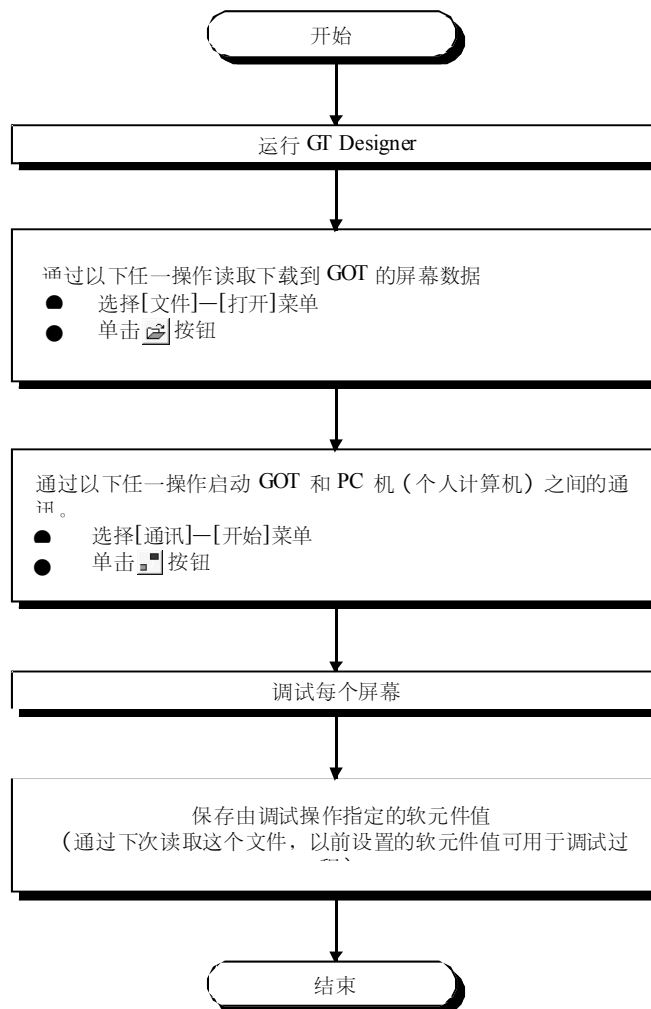 开始
运行 GT Designer
通过以下任一操作读取下载到 GOT 的屏幕数据
● 选择[文件]—[打开]菜单
● 单击 按钮
通过以下任一操作启动 GOT 和 PC 机（个人计算机）之间的通
讯。
● 选择[通讯]—[开始]菜单
● 单击 按钮
调试每个屏幕
保存由调试操作指定的软元件值
（通过下次读取这个文件，以前设置的软元件值可用于调试过
程）
结束